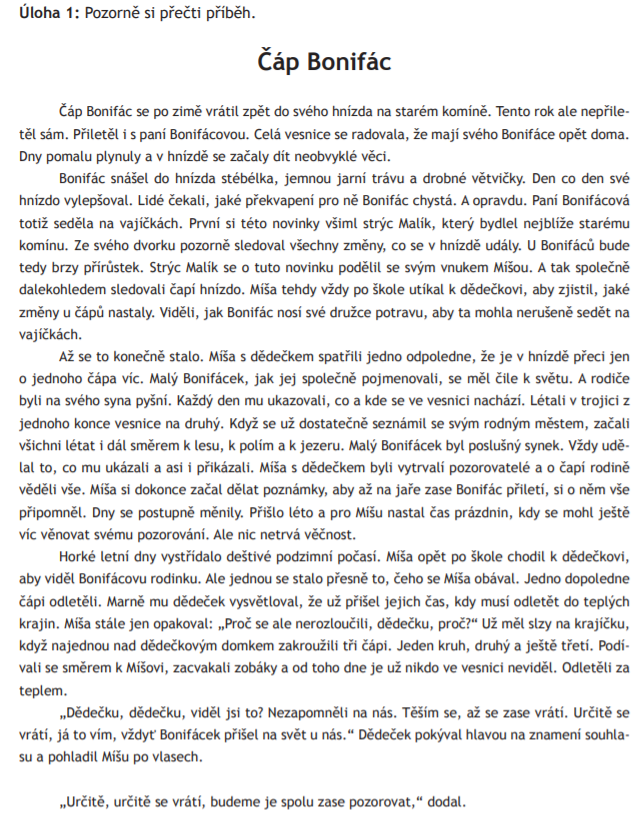 Úloha 1: Pozorně si přečti příběh.
Čáp Bonifác
Čáp Bonifác se po zimě vrátil zpět do svého hnízda na starém komíně. Tento rok ale nepřile-
těl sám. Přiletěl i s paní Bonifácovou. Celá vesnice se radovala, že mají svého Bonifáce opět doma.
Dny pomalu plynuly a v hnízdě se začaly dít neobvyklé věci.
Bonifác snášel do hnízda stébélka, jemnou jarní trávu a drobné větvičky. Den co den své
hnízdo vylepšoval. Lidé čekali, jaké překvapení pro ně Bonifác chystá. A opravdu. Paní Bonifácová
totiž seděla na vajíčkách. První si této novinky všiml strýc Malík, který bydlel nejblíže starému
komínu. Ze svého dvorku pozorně sledoval všechny změny, co se v hnízdě udály. U Bonifáců bude
tedy brzy přírůstek. Strýc Malík se o tuto novinku podělil se svým vnukem Míšou. A tak společně
dalekohledem sledovali čapí hnízdo. Míša tehdy vždy po škole utíkal k dědečkovi, aby zjistil, jaké
změny u čápů nastaly. Viděli, jak Bonifác nosí své družce potravu, aby ta mohla nerušeně sedět na
vajíčkách.
Až se to konečně stalo. Míša s dědečkem spatřili jedno odpoledne, že je v hnízdě přeci jen
o jednoho čápa víc. Malý Bonifácek, jak jej společně pojmenovali, se měl čile k světu. A rodiče
byli na svého syna pyšní. Každý den mu ukazovali, co a kde se ve vesnici nachází. Létali v trojici z
jednoho konce vesnice na druhý. Když se už dostatečně seznámil se svým rodným městem, začali
všichni létat i dál směrem k lesu, k polím a k jezeru. Malý Bonifácek byl poslušný synek. Vždy udě-
lal to, co mu ukázali a asi i přikázali. Míša s dědečkem byli vytrvalí pozorovatelé a o čapí rodině
věděli vše. Míša si dokonce začal dělat poznámky, aby až na jaře zase Bonifác přiletí, si o něm vše
připomněl. Dny se postupně měnily. Přišlo léto a pro Míšu nastal čas prázdnin, kdy se mohl ještě
víc věnovat svému pozorování. Ale nic netrvá věčnost.
Horké letní dny vystřídalo deštivé podzimní počasí. Míša opět po škole chodil k dědečkovi,
aby viděl Bonifácovu rodinku. Ale jednou se stalo přesně to, čeho se Míša obával. Jedno dopoledne
čápi odletěli. Marně mu dědeček vysvětloval, že už přišel jejich čas, kdy musí odletět do teplých
krajin. Míša stále jen opakoval: „Proč se ale nerozloučili, dědečku, proč?“ Už měl slzy na krajíčku,
když najednou nad dědečkovým domkem zakroužili tři čápi. Jeden kruh, druhý a ještě třetí. Podí-
vali se směrem k Míšovi, zacvakali zobáky a od toho dne je už nikdo ve vesnici neviděl. Odletěli za
teplem.
„Dědečku, dědečku, viděl jsi to? Nezapomněli na nás. Těším se, až se zase vrátí. Určitě se
vrátí, já to vím, vždyť Bonifácek přišel na svět u nás.“ Dědeček pokýval hlavou na znamení souhla-
su a pohladil Míšu po vlasech.
„Určitě, určitě se vrátí, budeme je spolu zase pozorovat,“ dodal.